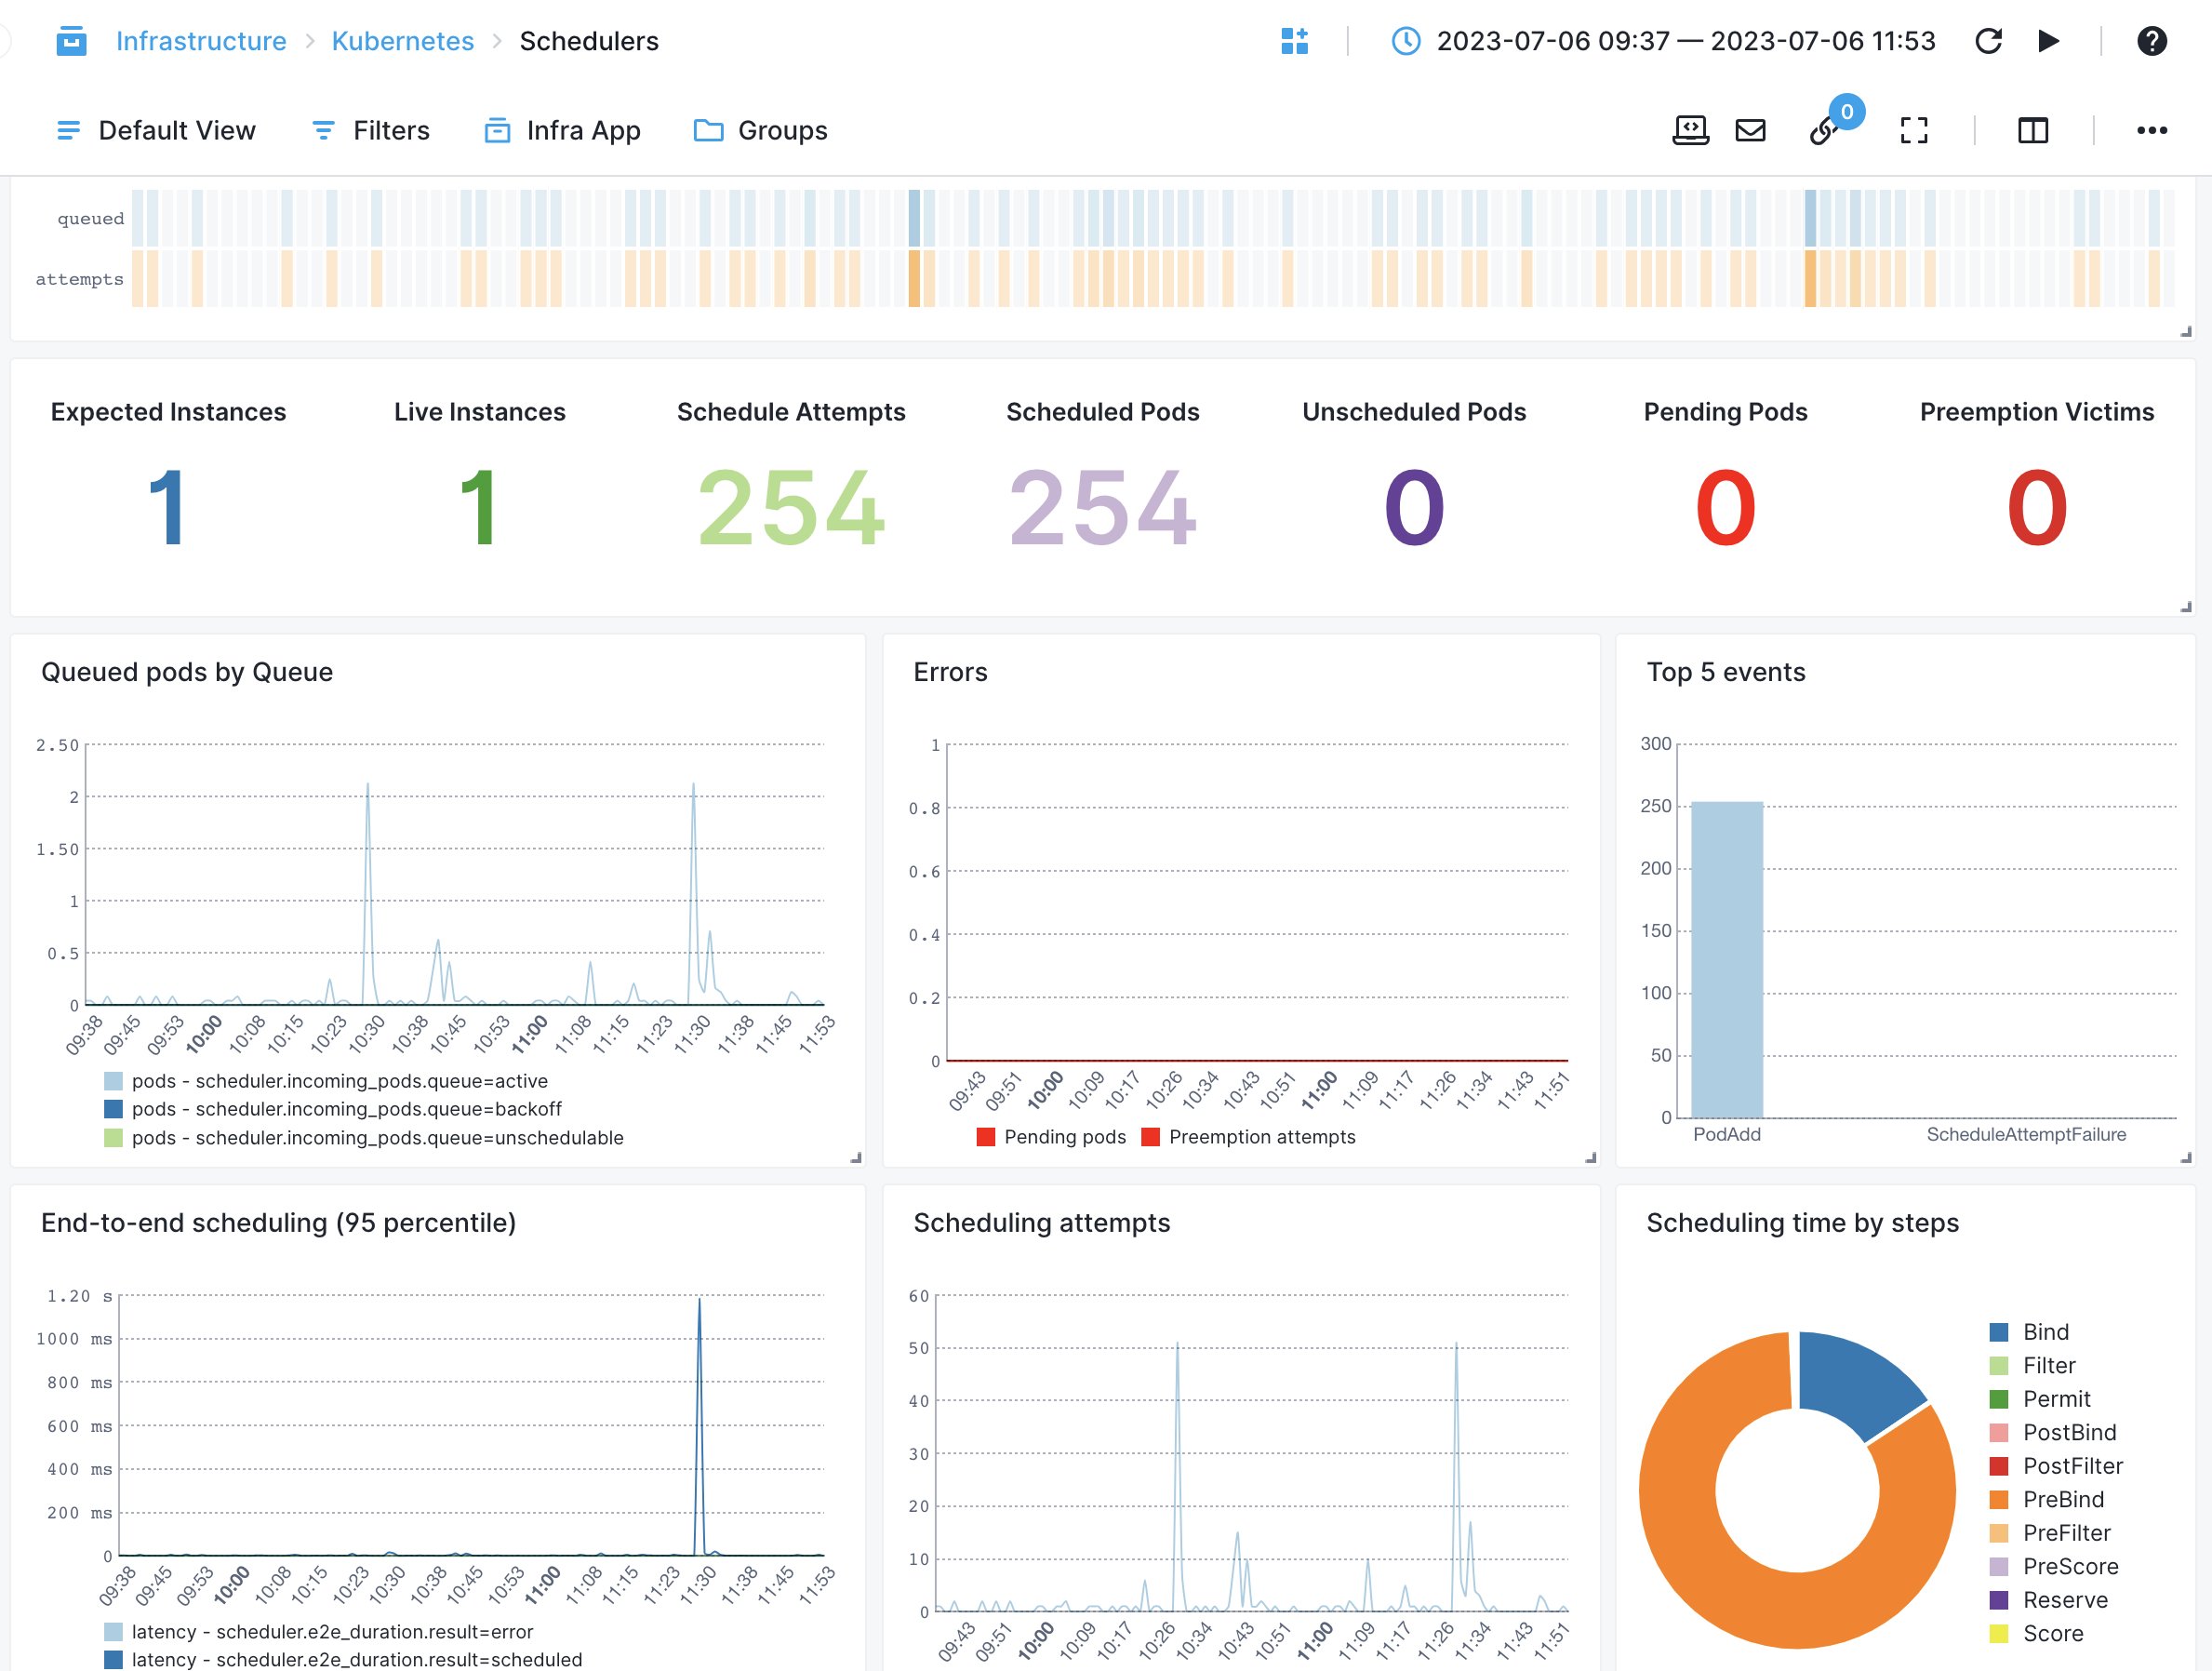 Infrastructure > Kubernetes > Schedulers 2023-07-06 09:37 — 2023-07-06 11:53 ?
Default View Filters Infra App Groups 0
queued
attempts
Expected Instances Live Instances Schedule Attempts Scheduled Pods Unscheduled Pods Pending Pods Preemption Victims
1 1 254 254 0 0 0
Queued pods by Queue
2.50
2
1.50
1
0.5
0
09:38 09:45 09:53 10:00 10:08 10:15 10:23 10:30 10:38 10:45 10:53 11:00 11:08 11:15 11:23 11:30 11:38 11:45 11:53
pods - scheduler.incoming_pods.queue=active
pods - scheduler.incoming_pods.queue=backoff
pods - scheduler.incoming_pods.queue=unschedulable
Errors
1
0.8
0.6
0.4
0.2
0
09:43 09:51 10:00 10:09 10:17 10:26 10:34 10:43 10:51 11:00 11:09 11:17 11:26 11:34 11:43 11:51
Pending pods Preemption attempts
Top 5 events
300
250
200
150
100
50
0
PodAdd ScheduleAttemptFailure
End-to-end scheduling (95 percentile)
1.20 s
1000 ms
800 ms
600 ms
400 ms
200 ms
0
09:38 09:45 09:53 10:00 10:08 10:15 10:23 10:30 10:38 10:45 10:53 11:00 11:08 11:15 11:23 11:30 11:38 11:45 11:53
latency - scheduler.e2e_duration.result=error
latency - scheduler.e2e_duration.result=scheduled
Scheduling attempts
60
50
40
30
20
10
0
09:43 09:51 10:00 10:09 10:17 10:26 10:34 10:43 10:51 11:00 11:09 11:17 11:26 11:34 11:43 11:51
Scheduling time by steps
Bind
Filter
Permit
PostBind
PostFilter
PreBind
PreFilter
PreScore
Reserve
Score